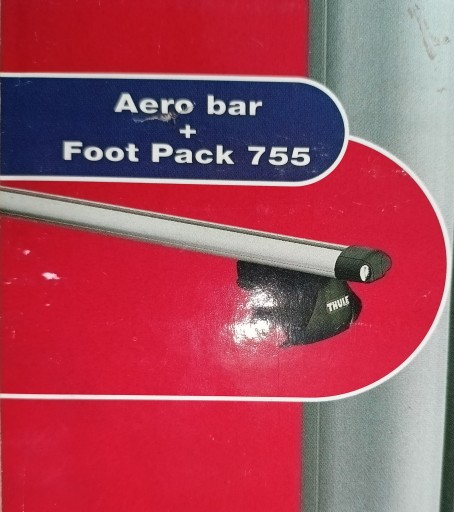 Aero bar
+
Foot Pack 755
THULE